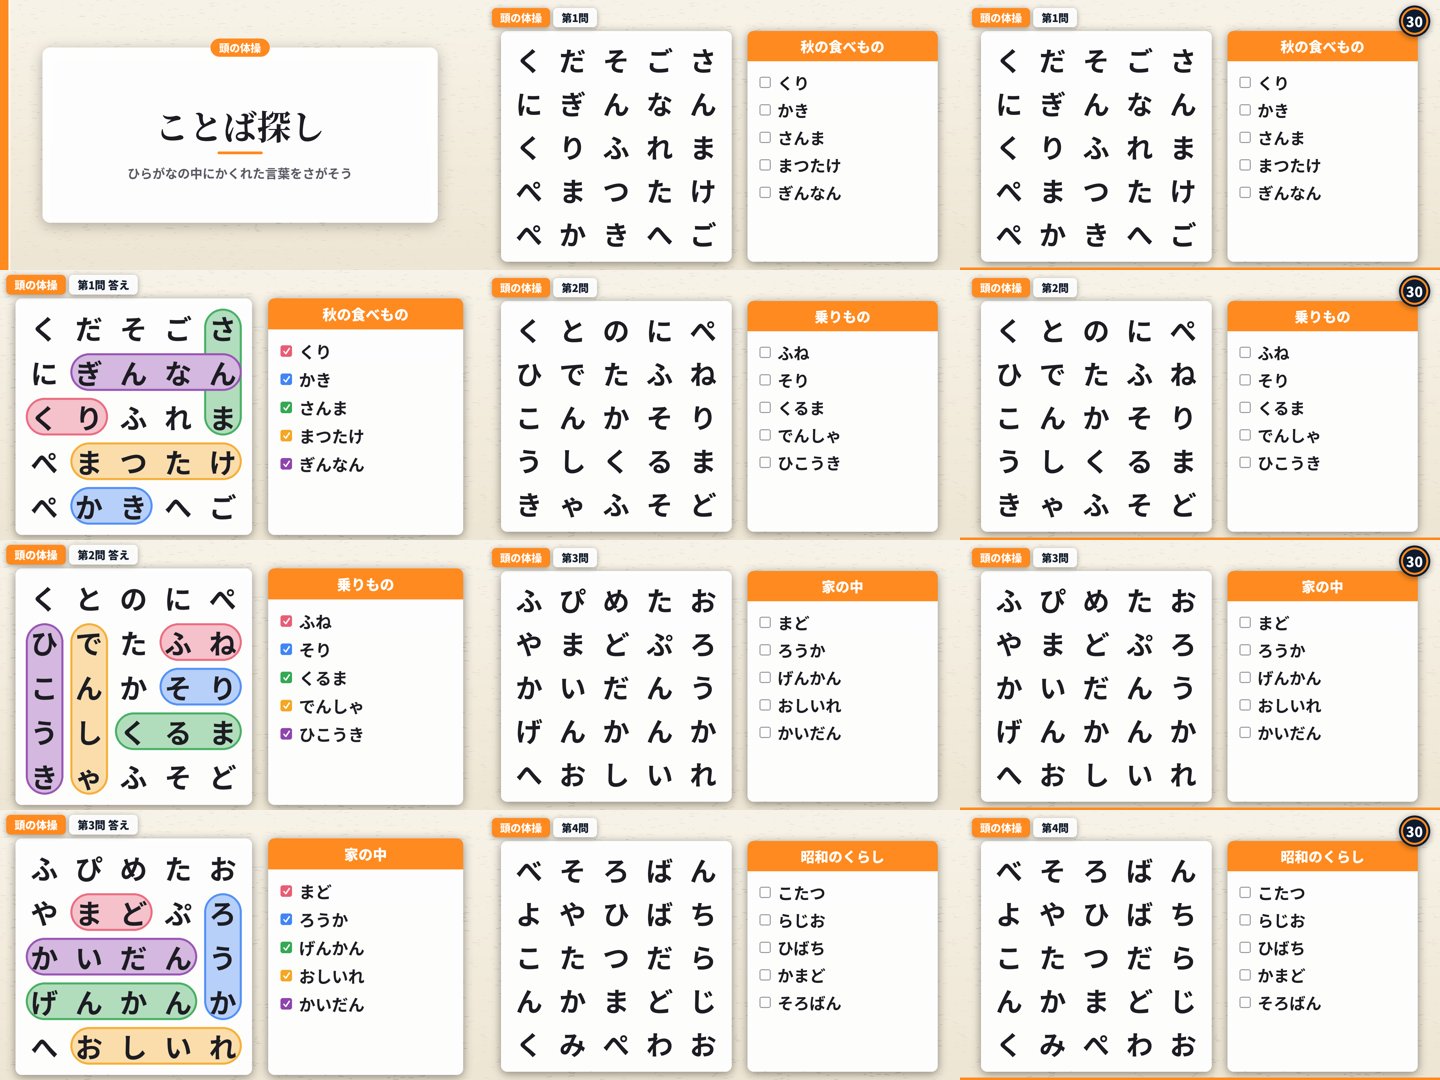 頭の体操
ことば探し
ひらがなの中にかくれた言葉をさがそう
頭の体操 第1問
く だ そ ご さ
に ぎ ん な ん
く り ふ れ ま
ぺ ま つ た け
ぺ か き へ ご
秋の食べもの
くり
かき
さんま
まつたけ
ぎんなん
頭の体操 第1問
30
く だ そ ご さ
に ぎ ん な ん
く り ふ れ ま
ぺ ま つ た け
ぺ か き へ ご
秋の食べもの
くり
かき
さんま
まつたけ
ぎんなん
頭の体操 第1問 答え
く だ そ ご さ
に ぎ ん な ん
く り ふ れ ま
ぺ ま つ た け
ぺ か き へ ご
秋の食べもの
くり
かき
さんま
まつたけ
ぎんなん
頭の体操 第2問
く と の に ぺ
ひ で た ふ ね
こ ん か そ り
う し く る ま
き ゃ ふ そ ど
乗りもの
ふね
そり
くるま
でんしゃ
ひこうき
頭の体操 第2問
30
く と の に ぺ
ひ で た ふ ね
こ ん か そ り
う し く る ま
き ゃ ふ そ ど
乗りもの
ふね
そり
くるま
でんしゃ
ひこうき
頭の体操 第2問 答え
く と の に ぺ
ひ で た ふ ね
こ ん か そ り
う し く る ま
き ゃ ふ そ ど
乗りもの
ふね
そり
くるま
でんしゃ
ひこうき
頭の体操 第3問
ふ ぴ め た お
や ま ど ぷ ろ
か い だ ん う
げ ん か ん か
へ お し い れ
家の中
まど
ろうか
げんかん
おしいれ
かいだん
頭の体操 第3問
30
ふ ぴ め た お
や ま ど ぷ ろ
か い だ ん う
げ ん か ん か
へ お し い れ
家の中
まど
ろうか
げんかん
おしいれ
かいだん
頭の体操 第3問 答え
ふ ぴ め た お
や ま ど ぷ ろ
か い だ ん う
げ ん か ん か
へ お し い れ
家の中
まど
ろうか
げんかん
おしいれ
かいだん
頭の体操 第4問
べ そ ろ ば ん
よ や ひ ば ち
こ た つ だ ら
ん か ま ど じ
く み ぺ わ お
昭和のくらし
こたつ
らじお
ひばち
かまど
そろばん
頭の体操 第4問
30
べ そ ろ ば ん
よ や ひ ば ち
こ た つ だ ら
ん か ま ど じ
く み ぺ わ お
昭和のくらし
こたつ
らじお
ひばち
かまど
そろばん